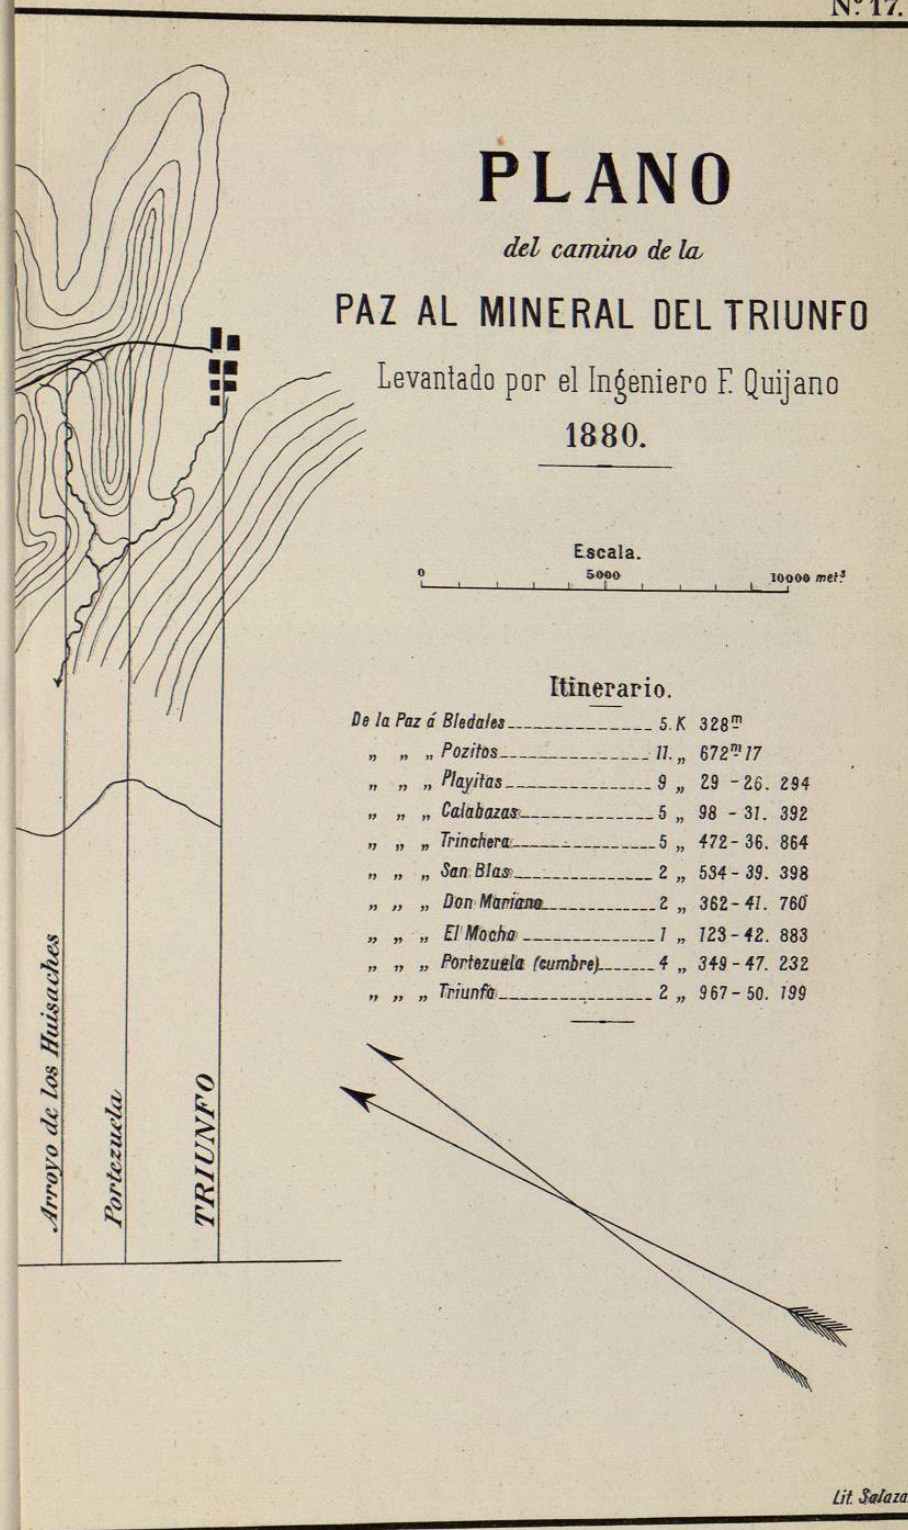 Nº 17.
PLANO
del camino de la
PAZ AL MINERAL DEL TRIUNFO
Levantado por el Ingeniero F. Quijano
1880.
Escala.
0 5000 10000 met.s
Itinerario.
De la Paz á Bledales 5. K 328m
„ „ „ Pozitos 11. „ 672m 17
„ „ „ Playitas 9 „ 29 - 26. 294
„ „ „ Calabazas 5 „ 98 - 31. 392
„ „ „ Trinchera 5 „ 472 - 36. 864
„ „ „ San Blas 2 „ 534 - 39. 398
„ „ „ Don Mariano 2 „ 362 - 41. 760
„ „ „ El Mocho 1 „ 123 - 42. 883
„ „ „ Portezuela (cumbre) 4 „ 349 - 47. 232
„ „ „ Triunfo 2 „ 967 - 50. 199
Arroyo de los Huisaches
Portezuela
TRIUNFO
Lit. Salaza